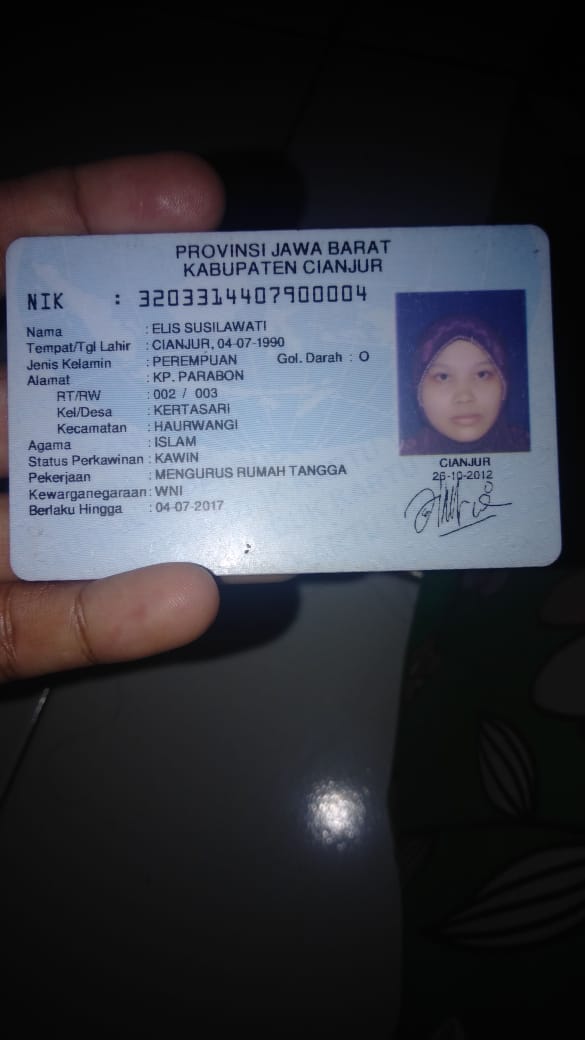 PROVINSI JAWA BARAT
KABUPATEN CIANJUR
NIK : 3203314407900004
Nama : ELIS SUSILAWATI
Tempat/Tgl Lahir : CIANJUR, 04-07-1990
Jenis Kelamin : PEREMPUAN Gol. Darah : O
Alamat : KP. PARABON
RT/RW : 002 / 003
Kel/Desa : KERTASARI
Kecamatan : HAURWANGI
Agama : ISLAM
Status Perkawinan : KAWIN
Pekerjaan : MENGURUS RUMAH TANGGA
Kewarganegaraan : WNI
Berlaku Hingga : 04-07-2017
CIANJUR
26-10-2012